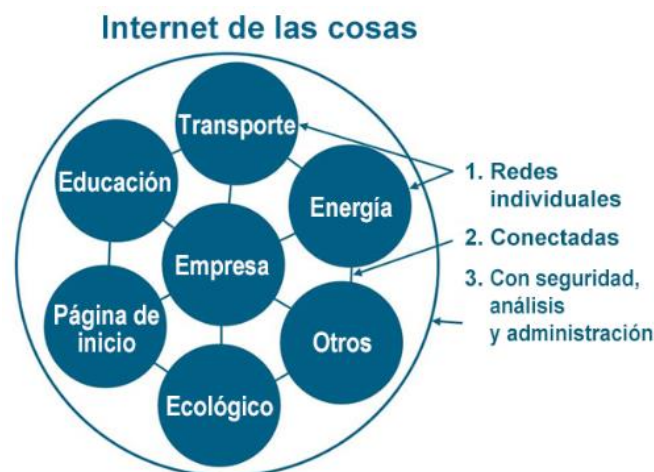 Internet de las cosas
Transporte
Educación
Energía
Empresa
Página de
inicio
Otros
Ecológico
1. Redes
individuales
2. Conectadas
3. Con seguridad,
análisis
y administración